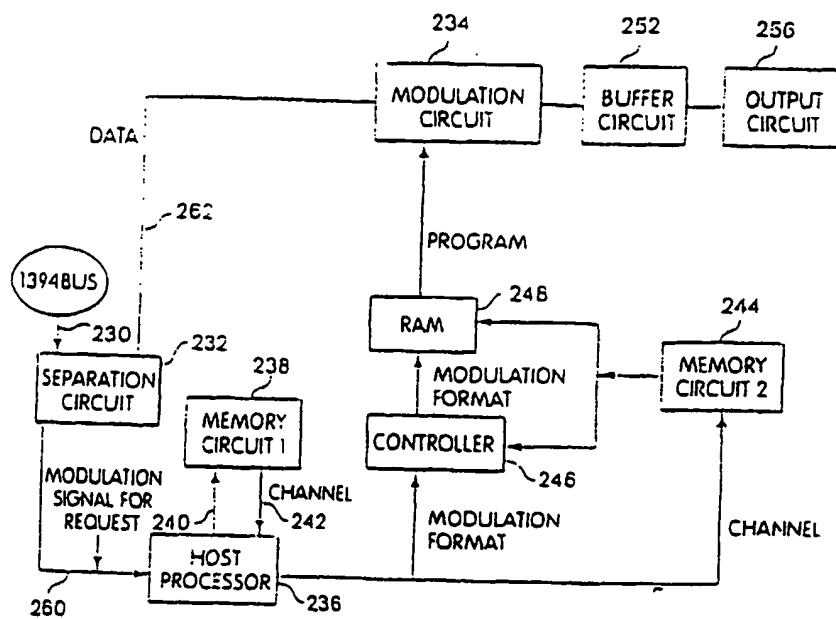 234
252
256
MODULATION
CIRCUIT
BUFFER
CIRCUIT
OUTPUT
CIRCUIT
DATA
262
PROGRAM
1394BUS
230
232
SEPARATION
CIRCUIT
238
MEMORY
CIRCUIT 1
RAM
248
244
MEMORY
CIRCUIT 2
MODULATION
FORMAT
CONTROLLER
246
MODULATION
SIGNAL FOR
REQUEST
240
CHANNEL
242
MODULATION
FORMAT
CHANNEL
HOST
PROCESSOR
260
236